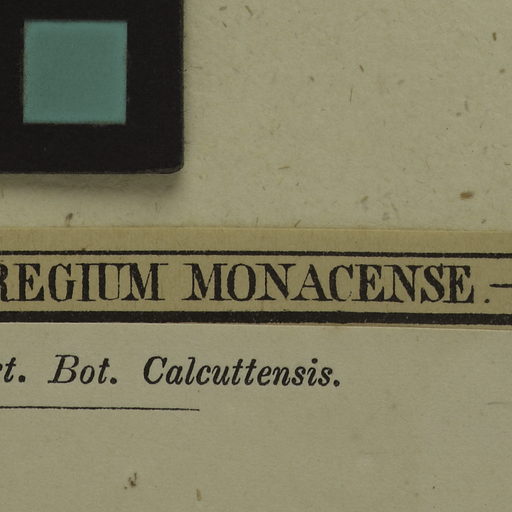 REGIUM MONACENSE.—
Bot. Calcuttensis.